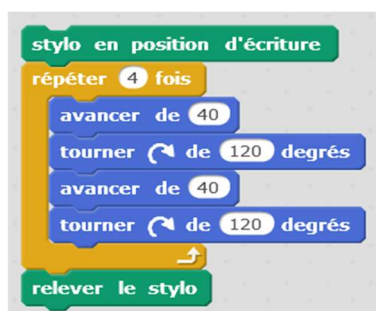 stylo en position d'écriture
répéter 4 fois
avancer de 40
tourner de 120 degrés
avancer de 40
tourner de 120 degrés
relever le stylo